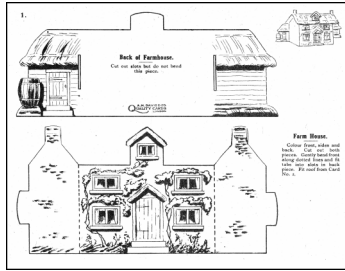 1.
Back of Farmhouse.
Cut out slots but do not bend
this piece.
QUALITY CARDS
Farm House.
Colour front, sides and
back. Cut out both
pieces. Gently bend front
along dotted lines and fit
tabs into slots in back
piece. Fit roof from Card
No. 2.